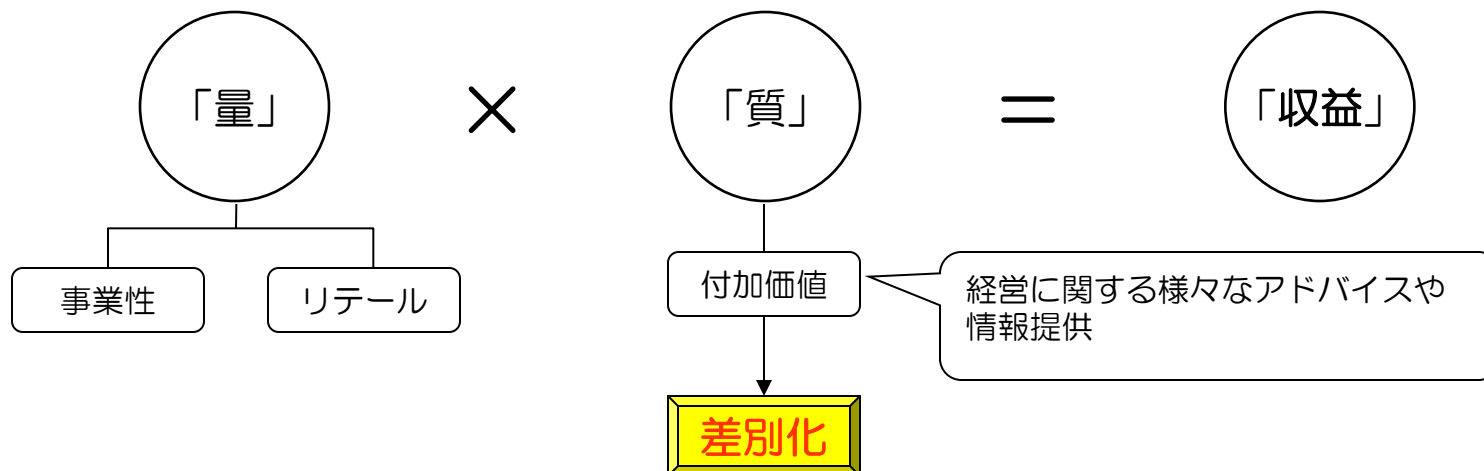 「量」
×
「質」
=
「収益」
事業性
リテール
付加価値
経営に関する様々なアドバイスや
情報提供
差別化